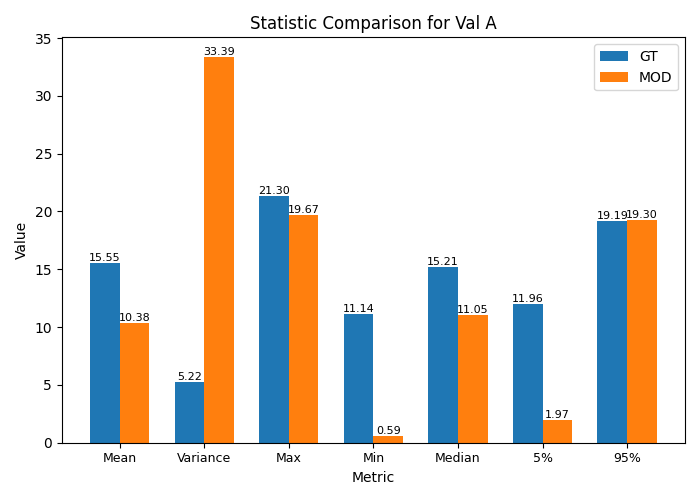 Statistic Comparison for Val A
GT
MOD
Value
35
30
25
20
15
10
5
0
15.55
10.38
5.22
33.39
21.30
19.67
11.14
0.59
15.21
11.05
11.96
1.97
19.19
19.30
Mean
Variance
Max
Min
Median
5%
95%
Metric